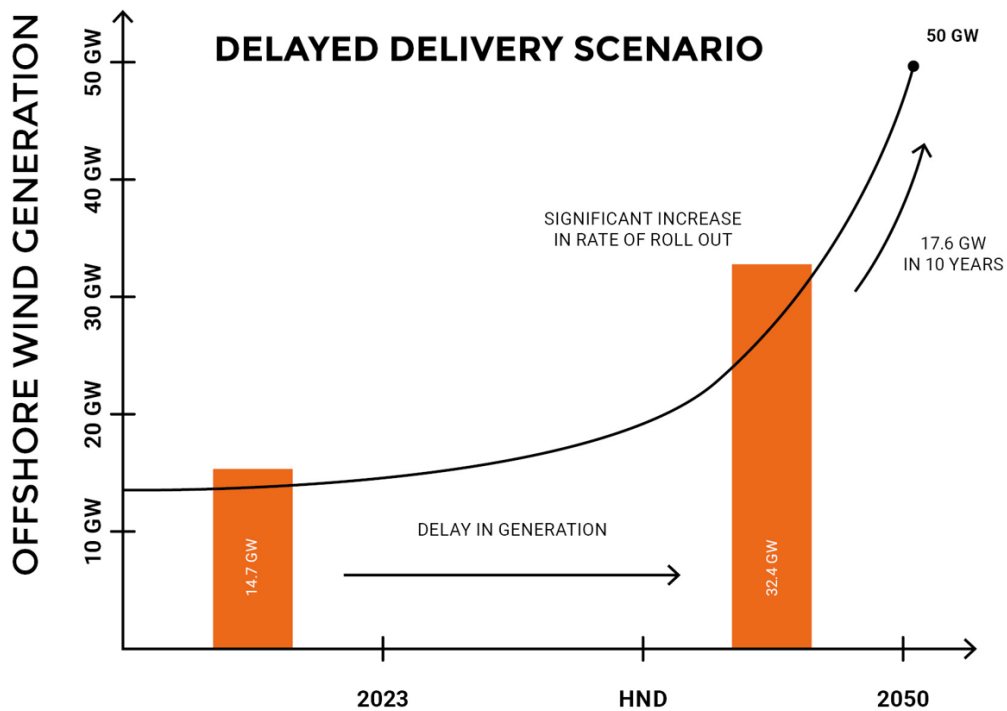 DELAYED DELIVERY SCENARIO
OFFSHORE WIND GENERATION
50 GW
40 GW
30 GW
20 GW
10 GW
50 GW
SIGNIFICANT INCREASE
IN RATE OF ROLL OUT
17.6 GW
IN 10 YEARS
DELAY IN GENERATION
14.7 GW
32.4 GW
2023
HND
2050